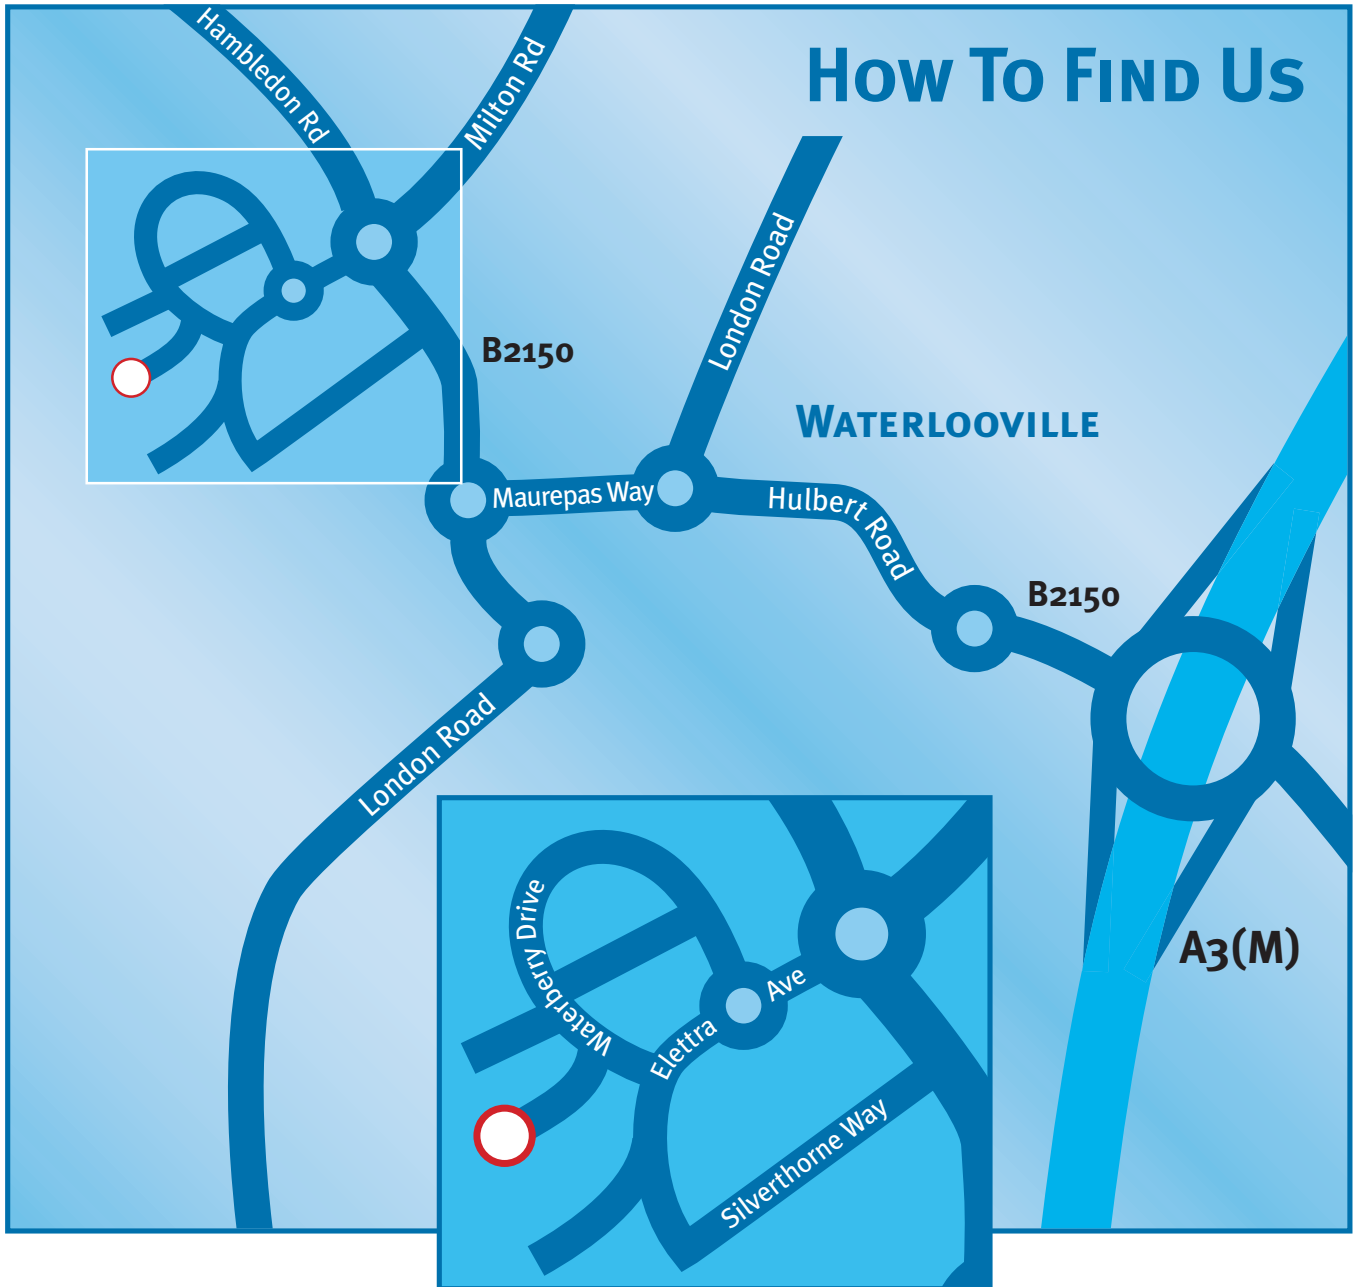 How To Find Us
Hambledon Rd
Milton Rd
London Road
B2150
Waterlooville
Maurepas Way
Hulbert Road
B2150
London Road
A3(M)
Waterberry Drive
Elettra Ave
Silverthorne Way